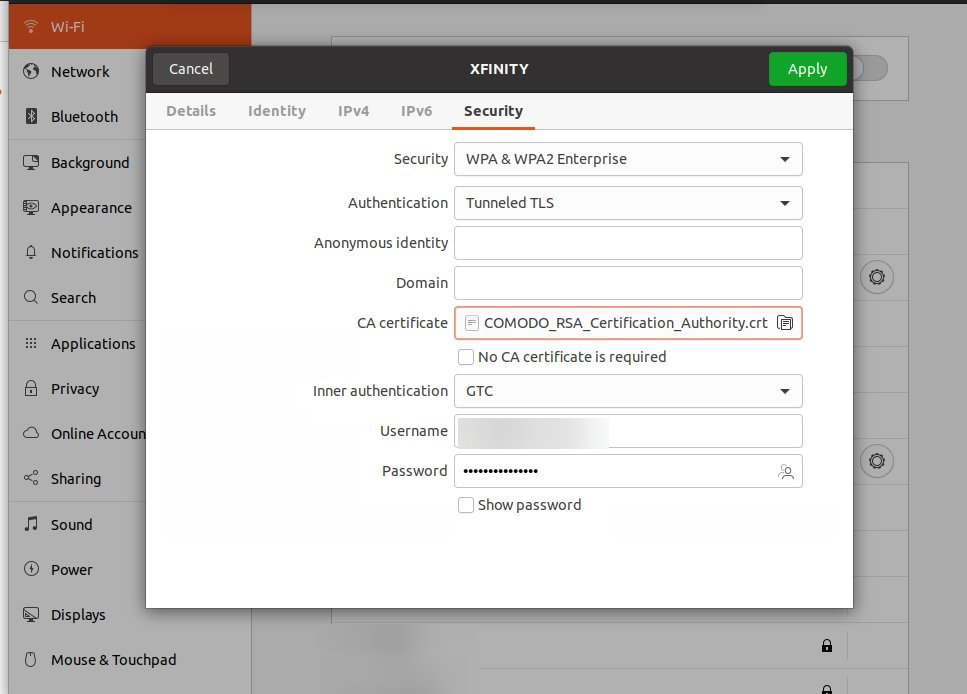 Wi-Fi
Network
Bluetooth
Background
Appearance
Notifications
Search
Applications
Privacy
Online Accoun
Sharing
Sound
Power
Displays
Mouse & Touchpad
Cancel
XFINITY
Apply
Details
Identity
IPv4
IPv6
Security
Security
WPA & WPA2 Enterprise
Authentication
Tunneled TLS
Anonymous identity
Domain
CA certificate
COMODO_RSA_Certification_Authority.crt
No CA certificate is required
Inner authentication
GTC
Username
Password
•••••••••••••••
Show password